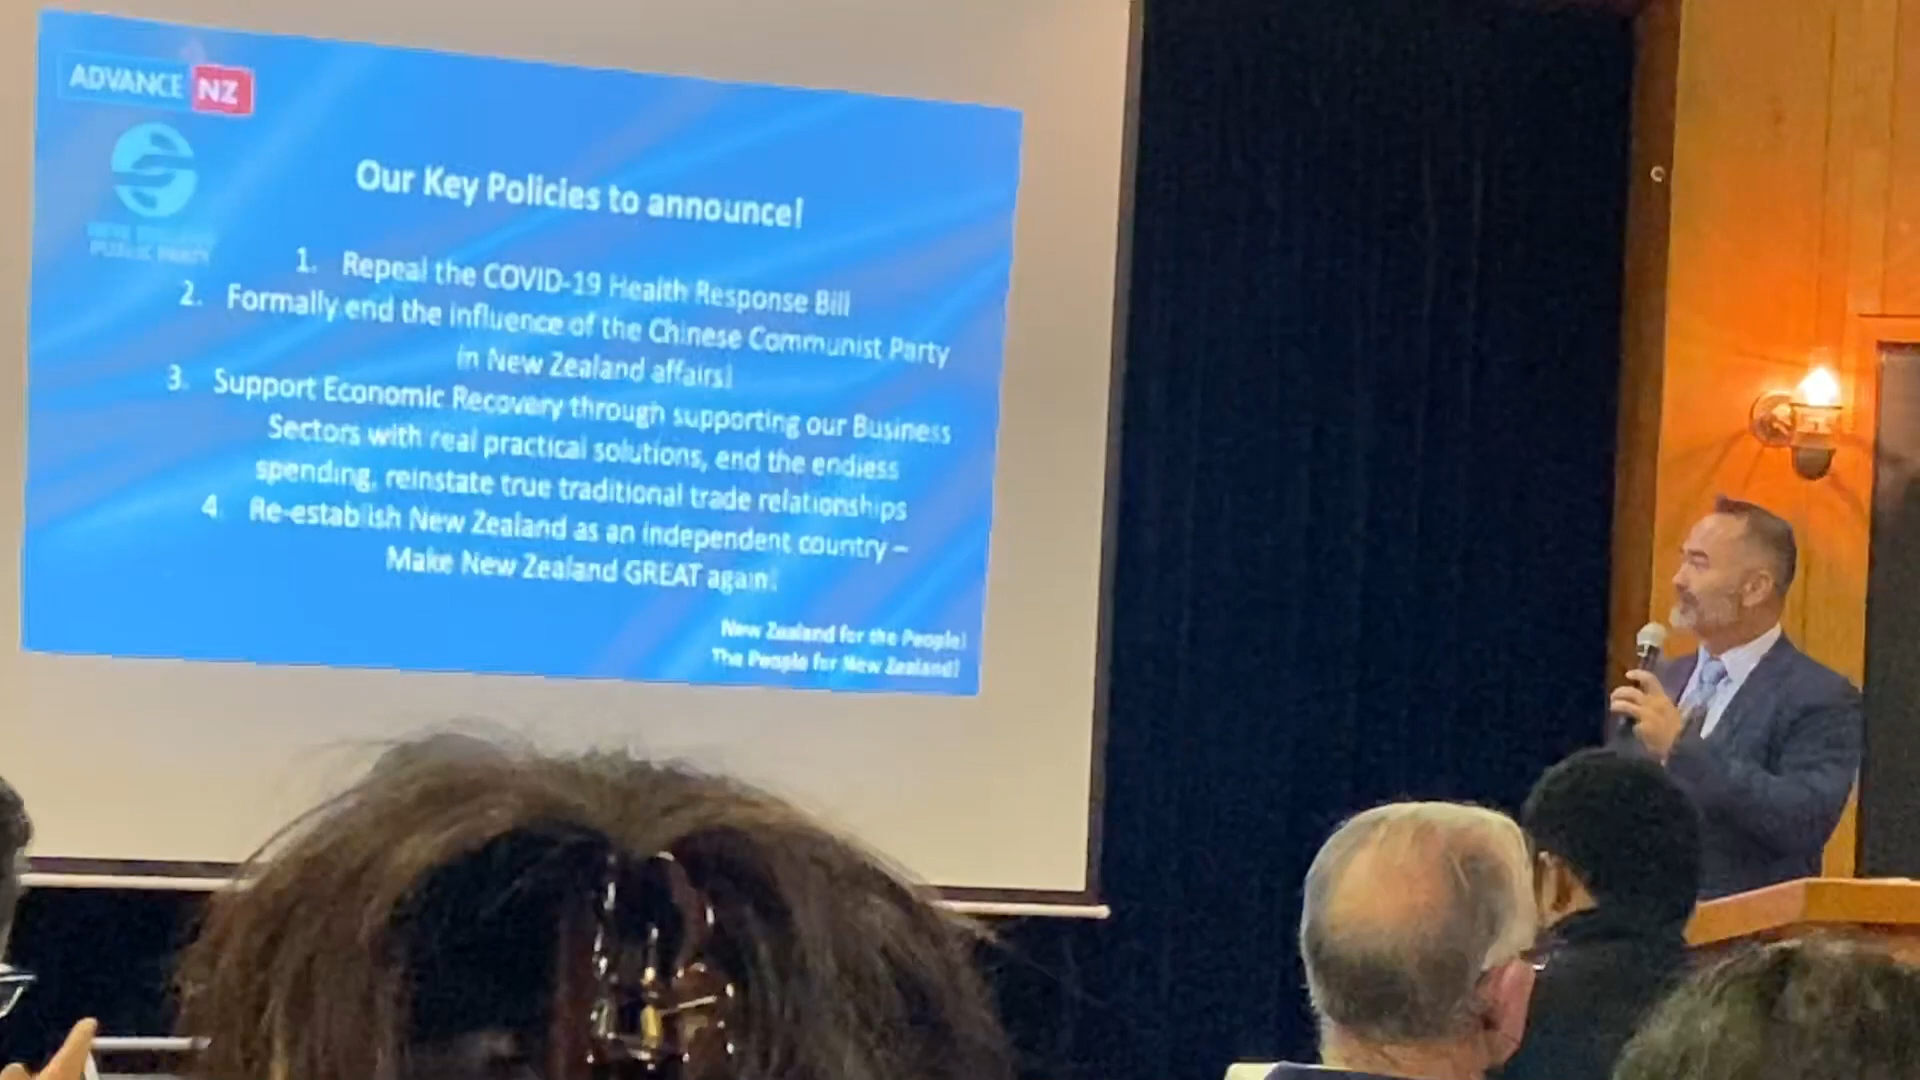 ADVANCE NZ
PUBLIC PARTY
Our Key Policies to announce!
1. Repeal the COVID-19 Health Response Bill
2. Formally end the influence of the Chinese Communist Party
in New Zealand affairs!
3. Support Economic Recovery through supporting our Business
Sectors with real practical solutions, end the endless
spending, reinstate true traditional trade relationships
4. Re-establish New Zealand as an independent country –
Make New Zealand GREAT again!
New Zealand for the People!
The People for New Zealand!